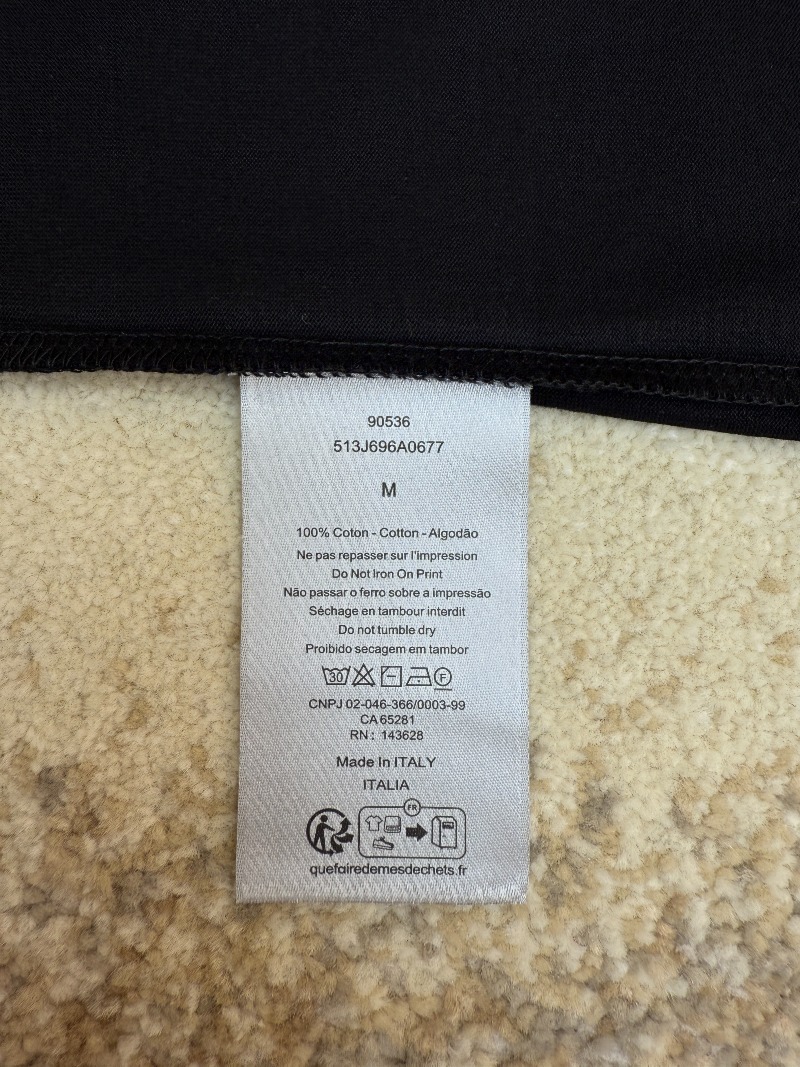 90536
513J696A0677
M
100% Coton - Cotton - Algodão
Ne pas repasser sur l'impression
Do Not Iron On Print
Não passar o ferro sobre a impressão
Séchage en tambour interdit
Do not tumble dry
Proibido secagem em tambor
30 F
CNPJ 02-046-366/0003-99
CA 65281
RN : 143628
Made In ITALY
ITALIA
FR
quefairedemesdechets.fr